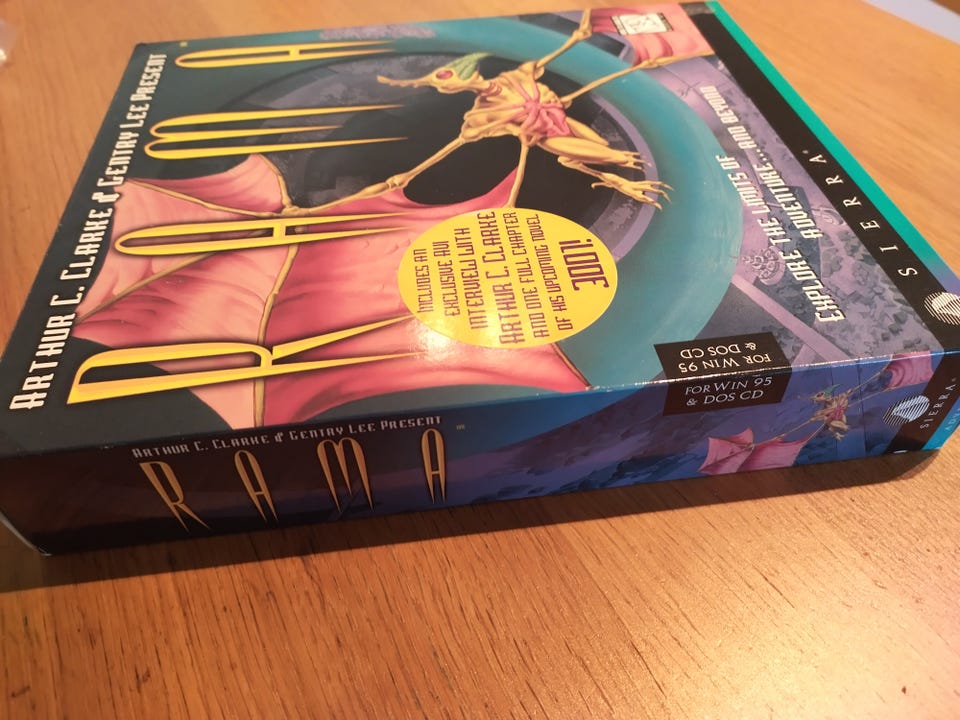 ARTHUR C. CLARKE & GENTRY LEE PRESENT
RAMA™
INCLUDES AN
EXCLUSIVE AVI
INTERVIEW WITH
ARTHUR C. CLARKE
AND ONE FULL CHAPTER
OF HIS UPCOMING NOVEL
3001!
EXPLORE THE LIMITS OF
ADVENTURE... AND BEYOND
SIERRA®
FOR WIN 95
& DOS CD
FOR WIN 95
& DOS CD
ARTHUR C. CLARKE & GENTRY LEE PRESENT
RAMA™
SIERRA®